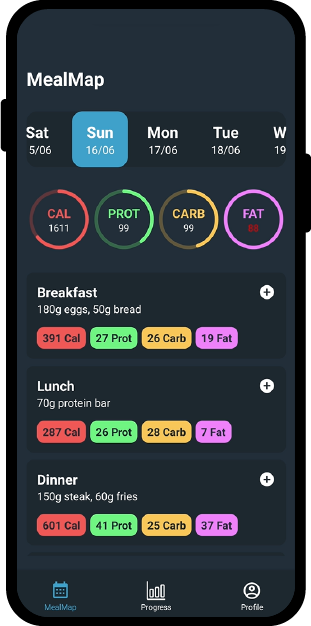 MealMap
Sat Sun Mon Tue W
5/06 16/06 17/06 18/06 19
CAL PROT CARB FAT
1611 99 99 88
Breakfast
180g eggs, 50g bread
391 Cal 27 Prot 26 Carb 19 Fat
Lunch
70g protein bar
287 Cal 26 Prot 28 Carb 7 Fat
Dinner
150g steak, 60g fries
601 Cal 41 Prot 25 Carb 37 Fat
MealMap Progress Profile